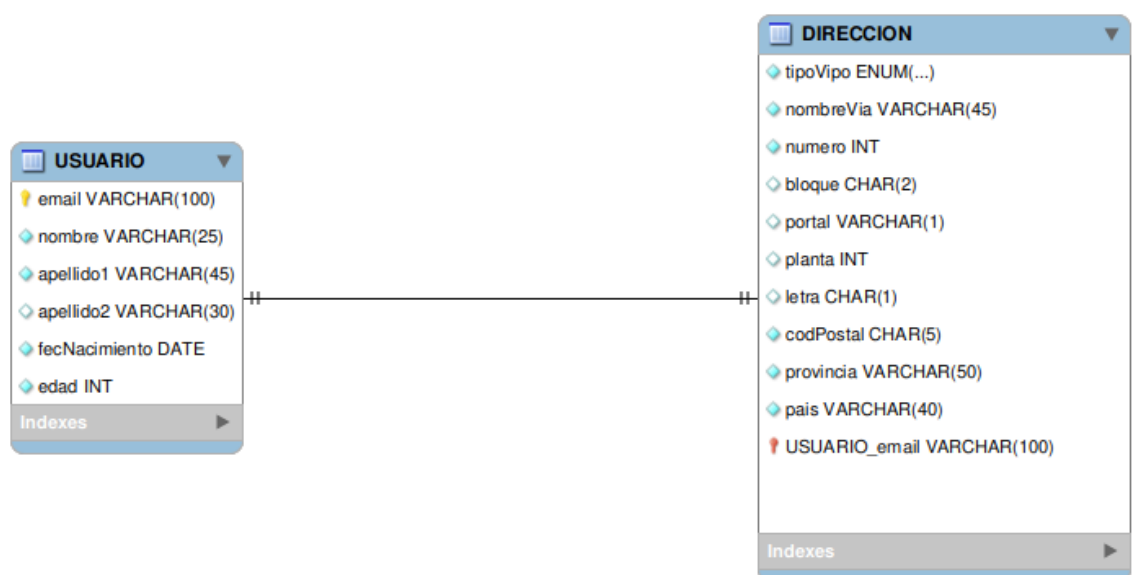 USUARIO
email VARCHAR(100)
nombre VARCHAR(25)
apellido1 VARCHAR(45)
apellido2 VARCHAR(30)
fecNacimiento DATE
edad INT
Indexes
DIRECCION
tipoVipo ENUM(...)
nombreVia VARCHAR(45)
numero INT
bloque CHAR(2)
portal VARCHAR(1)
planta INT
letra CHAR(1)
codPostal CHAR(5)
provincia VARCHAR(50)
pais VARCHAR(40)
USUARIO_email VARCHAR(100)
Indexes